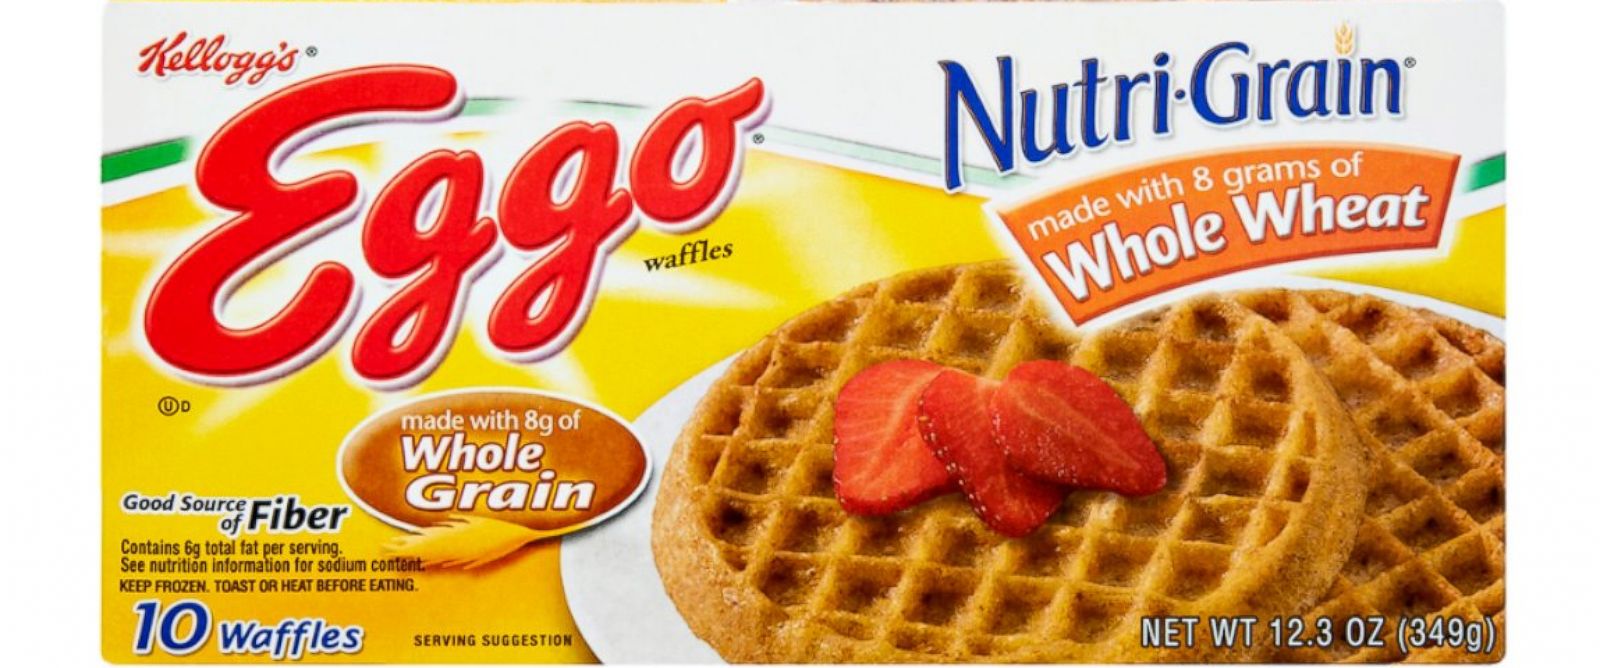 Kellogg's®
Eggo®
waffles
Nutri·Grain®
made with 8 grams of
Whole Wheat
ⓊD
made with 8g of
Whole
Grain
Good Source
of Fiber
Contains 6g total fat per serving.
See nutrition information for sodium content.
KEEP FROZEN. TOAST OR HEAT BEFORE EATING.
10 Waffles
SERVING SUGGESTION
NET WT 12.3 OZ (349g)